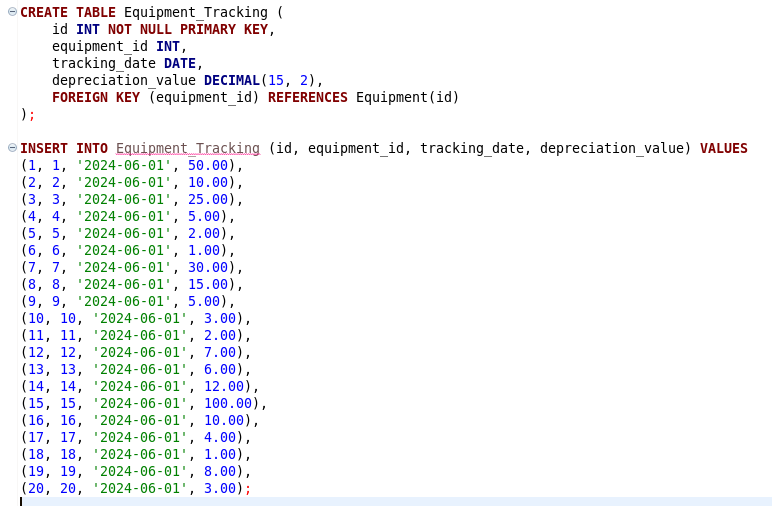 CREATE TABLE Equipment_Tracking (
    id INT NOT NULL PRIMARY KEY,
    equipment_id INT,
    tracking_date DATE,
    depreciation_value DECIMAL(15, 2),
    FOREIGN KEY (equipment_id) REFERENCES Equipment(id)
);

INSERT INTO Equipment_Tracking (id, equipment_id, tracking_date, depreciation_value) VALUES
(1, 1, '2024-06-01', 50.00),
(2, 2, '2024-06-01', 10.00),
(3, 3, '2024-06-01', 25.00),
(4, 4, '2024-06-01', 5.00),
(5, 5, '2024-06-01', 2.00),
(6, 6, '2024-06-01', 1.00),
(7, 7, '2024-06-01', 30.00),
(8, 8, '2024-06-01', 15.00),
(9, 9, '2024-06-01', 5.00),
(10, 10, '2024-06-01', 3.00),
(11, 11, '2024-06-01', 2.00),
(12, 12, '2024-06-01', 7.00),
(13, 13, '2024-06-01', 6.00),
(14, 14, '2024-06-01', 12.00),
(15, 15, '2024-06-01', 100.00),
(16, 16, '2024-06-01', 10.00),
(17, 17, '2024-06-01', 4.00),
(18, 18, '2024-06-01', 1.00),
(19, 19, '2024-06-01', 8.00),
(20, 20, '2024-06-01', 3.00);